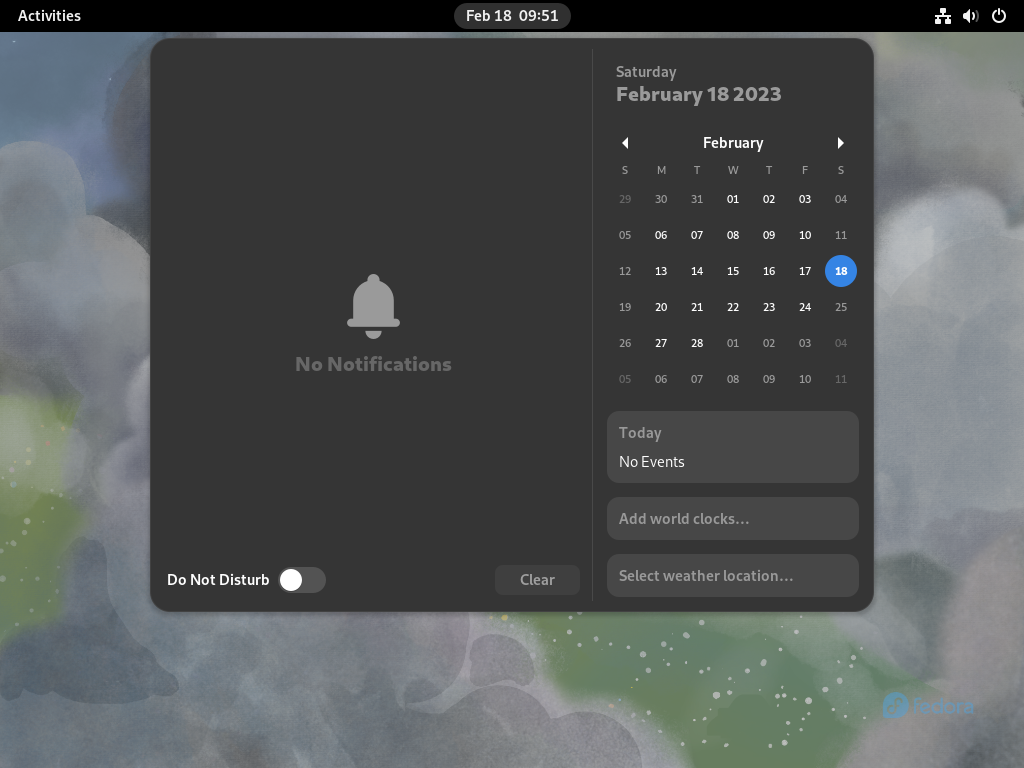 Activities
Feb 18 09:51
No Notifications
Do Not Disturb
Clear
Saturday
February 18 2023
February
S M T W T F S
29 30 31 01 02 03 04
05 06 07 08 09 10 11
12 13 14 15 16 17 18
19 20 21 22 23 24 25
26 27 28 01 02 03 04
05 06 07 08 09 10 11
Today
No Events
Add world clocks…
Select weather location…
fedora